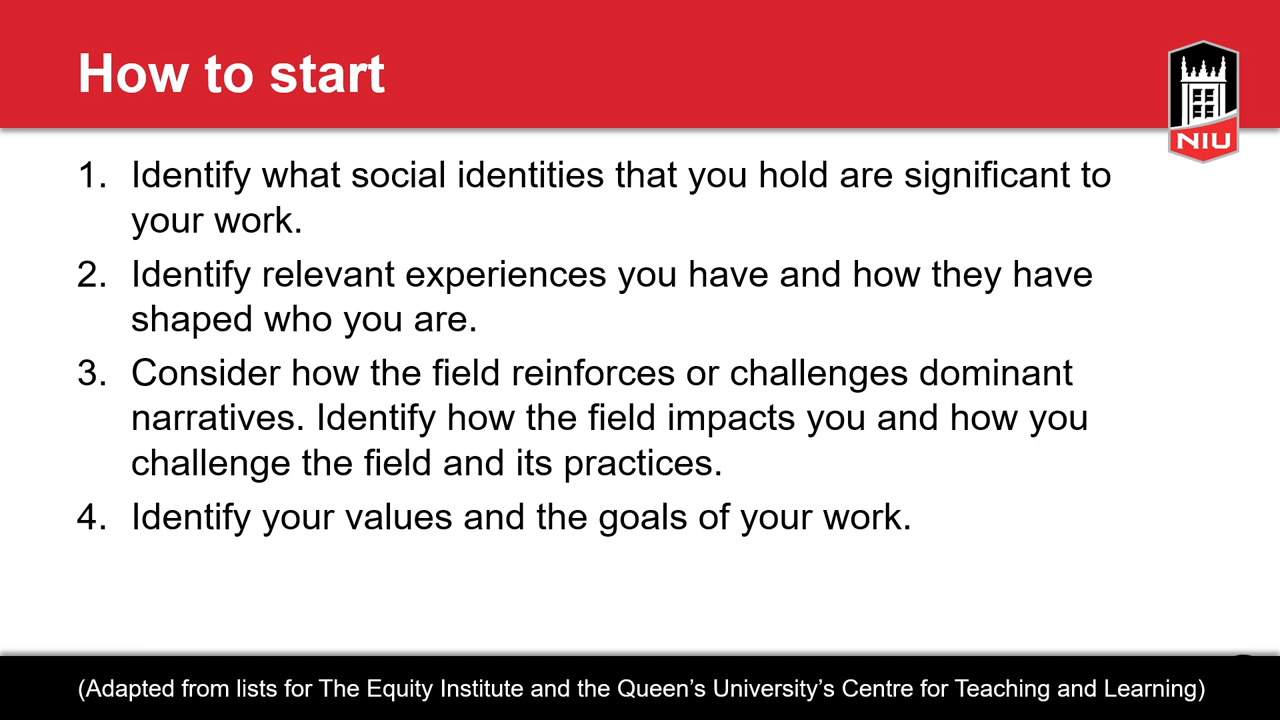 How to start
NIU
1. Identify what social identities that you hold are significant to
your work.
2. Identify relevant experiences you have and how they have
shaped who you are.
3. Consider how the field reinforces or challenges dominant
narratives. Identify how the field impacts you and how you
challenge the field and its practices.
4. Identify your values and the goals of your work.
(Adapted from lists for The Equity Institute and the Queen’s University’s Centre for Teaching and Learning)